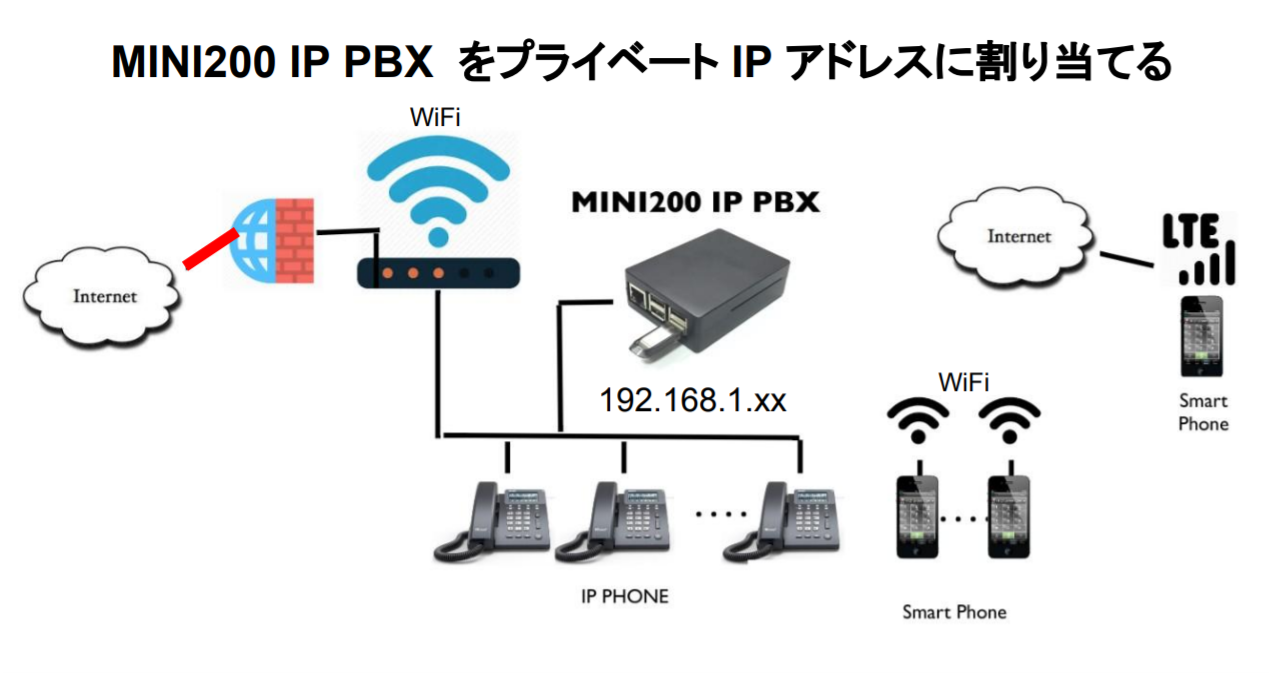 MINI200 IP PBX をプライベート IP アドレスに割り当てる
WiFi
MINI200 IP PBX
Internet
LTE
Internet
192.168.1.xx
WiFi
Smart
Phone
IP PHONE
Smart Phone